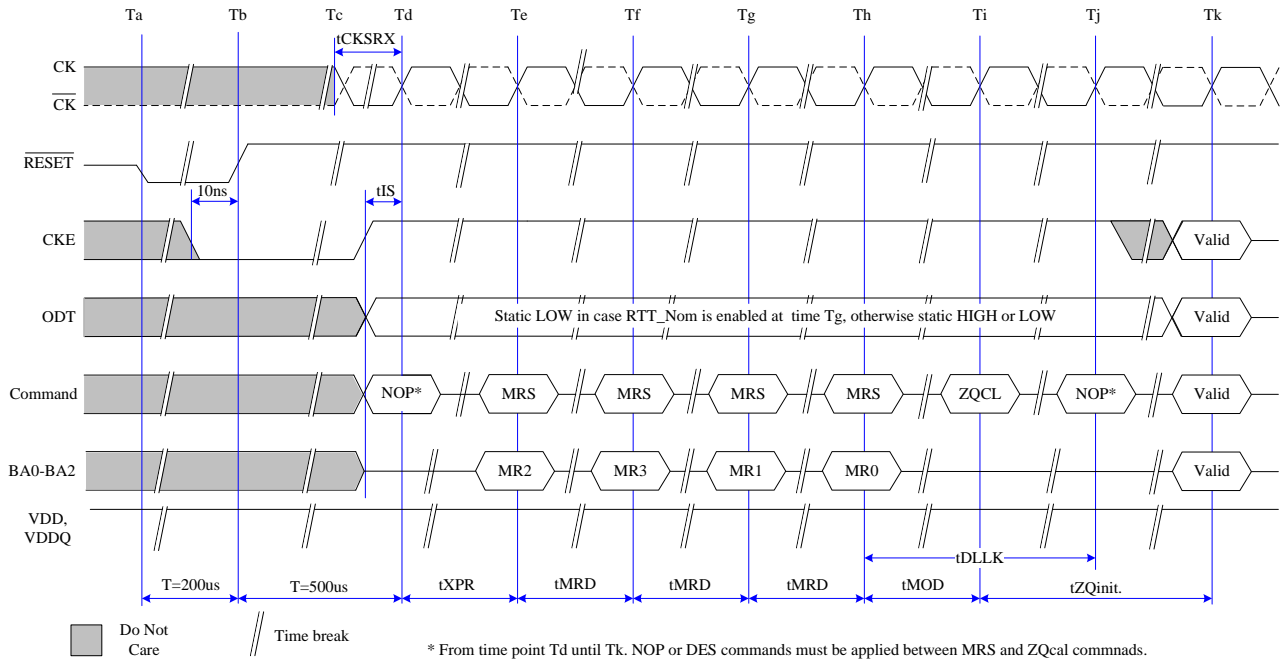 Ta Tb Tc Td Te Tf Tg Th Ti Tj Tk
tCKSRX
CK
CK
RESET
10ns
tIS
CKE
Valid
ODT
Static LOW in case RTT_Nom is enabled at time Tg, otherwise static HIGH or LOW
Valid
Command
NOP* MRS MRS MRS MRS ZQCL NOP* Valid
BA0-BA2
MR2 MR3 MR1 MR0 Valid
VDD,
VDDQ
tDLLK
T=200us T=500us tXPR tMRD tMRD tMRD tMOD tZQinit.
Do Not
Care
Time break
* From time point Td until Tk. NOP or DES commands must be applied between MRS and ZQcal commnads.